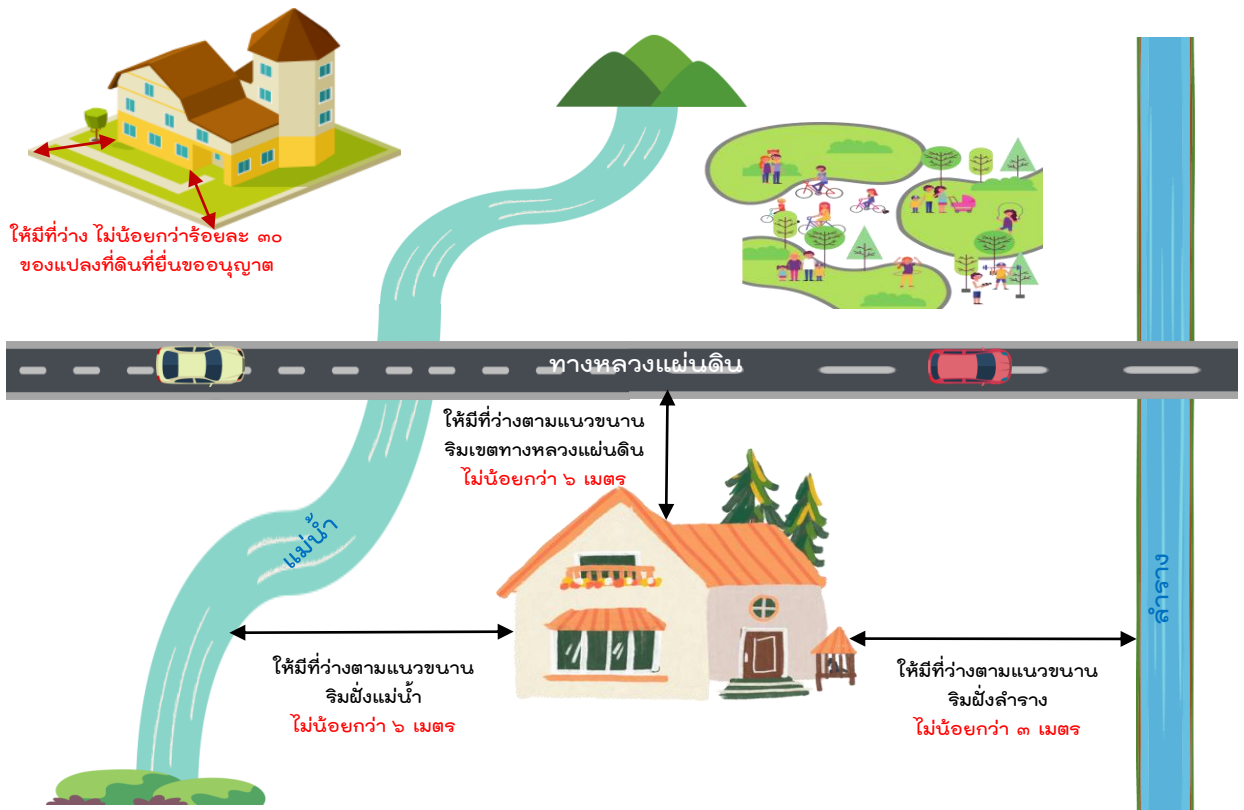 ให้มีที่ว่าง ไม่น้อยกว่าร้อยละ ๓๐
ของแปลงที่ดินที่ยื่นขออนุญาต
ทางหลวงแผ่นดิน
ให้มีที่ว่างตามแนวขนาน
ริมเขตทางหลวงแผ่นดิน
ไม่น้อยกว่า ๖ เมตร
แม่น้ำ
ลำราง
ให้มีที่ว่างตามแนวขนาน
ริมฝั่งแม่น้ำ
ไม่น้อยกว่า ๖ เมตร
ให้มีที่ว่างตามแนวขนาน
ริมฝั่งลำราง
ไม่น้อยกว่า ๓ เมตร